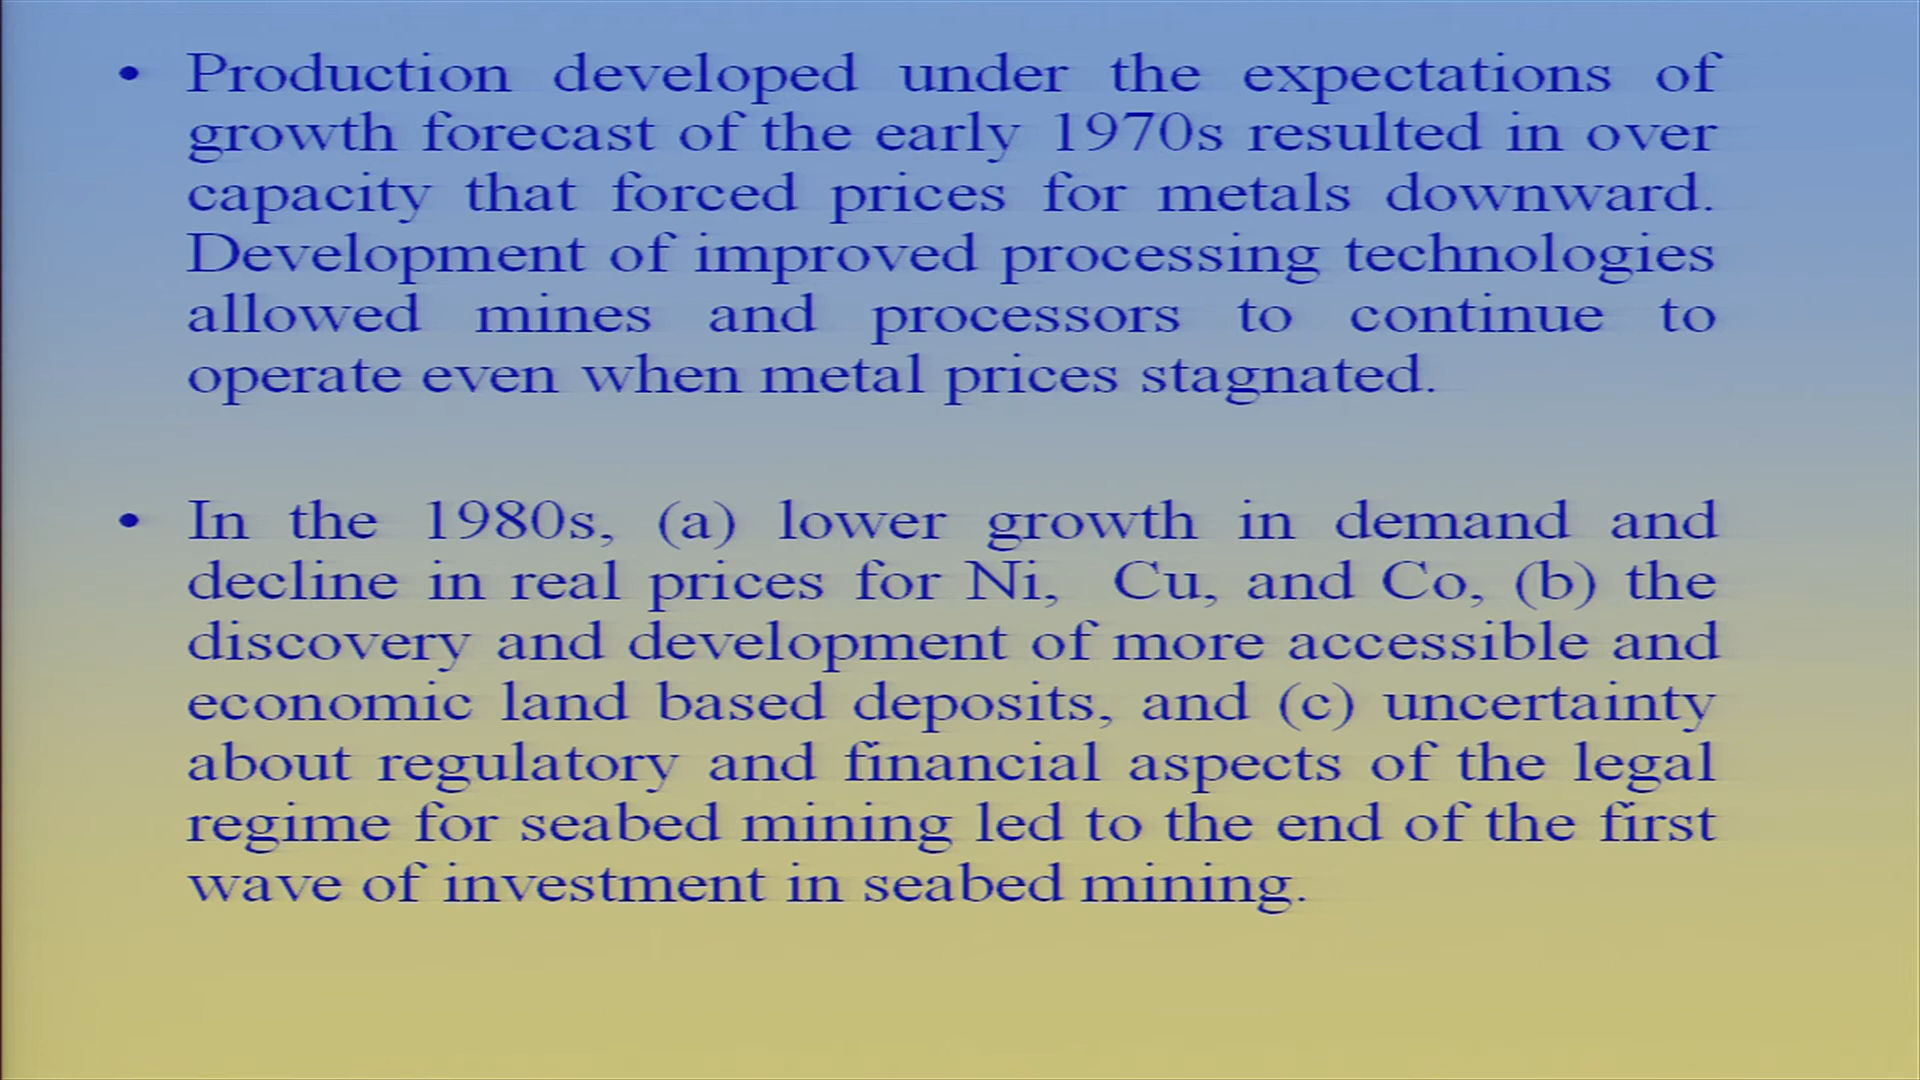 • Production developed under the expectations of
growth forecast of the early 1970s resulted in over
capacity that forced prices for metals downward.
Development of improved processing technologies
allowed mines and processors to continue to
operate even when metal prices stagnated.
• In the 1980s, (a) lower growth in demand and
decline in real prices for Ni, Cu, and Co, (b) the
discovery and development of more accessible and
economic land based deposits, and (c) uncertainty
about regulatory and financial aspects of the legal
regime for seabed mining led to the end of the first
wave of investment in seabed mining.